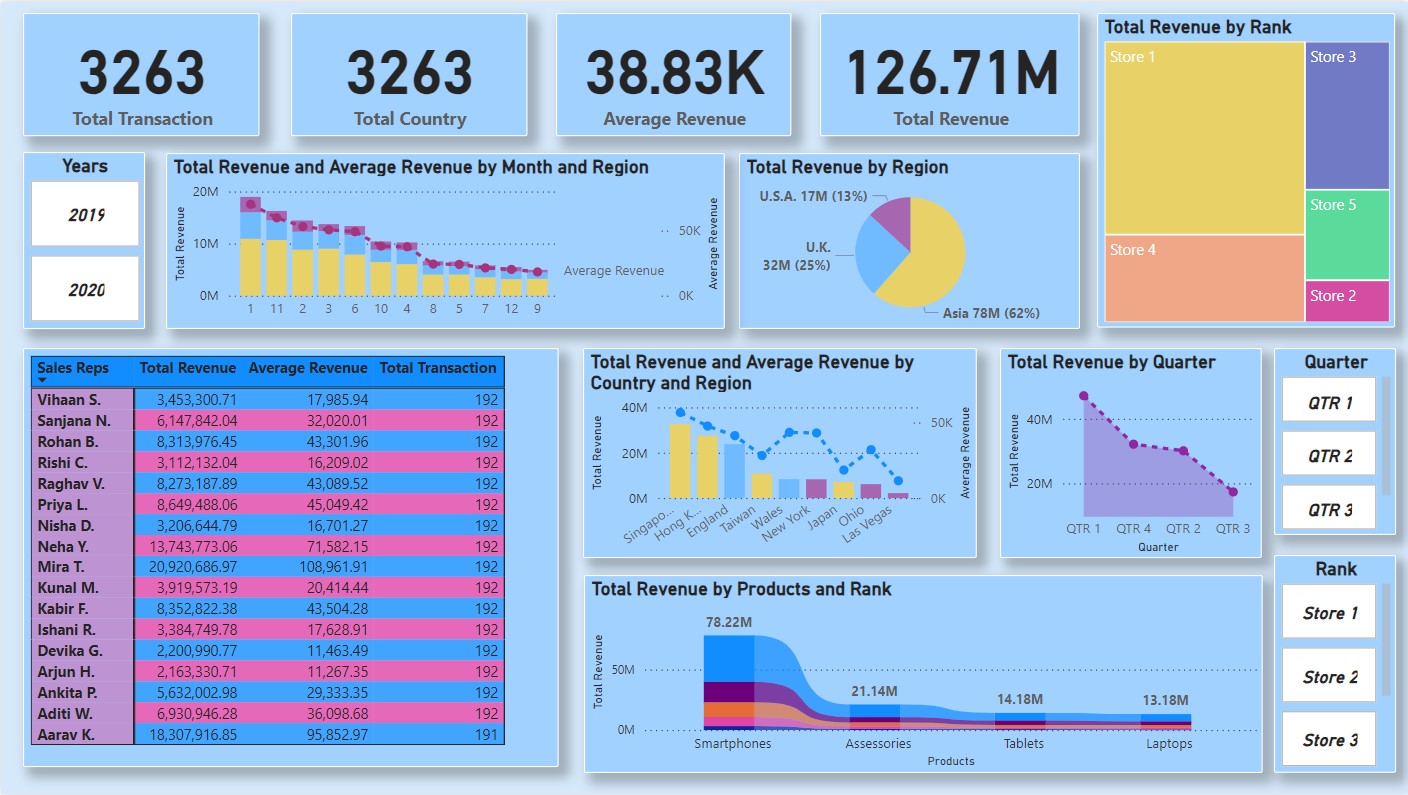 3263
Total Transaction
3263
Total Country
38.83K
Average Revenue
126.71M
Total Revenue
Total Revenue by Rank
Store 1
Store 3
Store 5
Store 4
Store 2
Years
2019
2020
Total Revenue and Average Revenue by Month and Region
20M
10M
0M
Total Revenue
50K
0K
Average Revenue
Average Revenue
1 11 2 3 6 10 4 8 5 7 12 9
Total Revenue by Region
U.S.A. 17M (13%)
U.K.
32M (25%)
Asia 78M (62%)
Sales Reps Total Revenue Average Revenue Total Transaction
Vihaan S. 3,453,300.71 17,985.94 192
Sanjana N. 6,147,842.04 32,020.01 192
Rohan B. 8,313,976.45 43,301.96 192
Rishi C. 3,112,132.04 16,209.02 192
Raghav V. 8,273,187.89 43,089.52 192
Priya L. 8,649,488.06 45,049.42 192
Nisha D. 3,206,644.79 16,701.27 192
Neha Y. 13,743,773.06 71,582.15 192
Mira T. 20,920,686.97 108,961.91 192
Kunal M. 3,919,573.19 20,414.44 192
Kabir F. 8,352,822.38 43,504.28 192
Ishani R. 3,384,749.78 17,628.91 192
Devika G. 2,200,990.77 11,463.49 192
Arjun H. 2,163,330.71 11,267.35 192
Ankita P. 5,632,002.98 29,333.35 192
Aditi W. 6,930,946.28 36,098.68 192
Aarav K. 18,307,916.85 95,852.97 191
Total Revenue and Average Revenue by
Country and Region
40M
20M
0M
Total Revenue
50K
0K
Average Revenue
Singapo...
Hong K...
England
Taiwan
Wales
New York
Japan
Ohio
Las Vegas
Total Revenue by Quarter
40M
20M
Total Revenue
QTR 1 QTR 4 QTR 2 QTR 3
Quarter
Quarter
QTR 1
QTR 2
QTR 3
Total Revenue by Products and Rank
78.22M
21.14M
14.18M
13.18M
50M
0M
Total Revenue
Smartphones Assessories Tablets Laptops
Products
Rank
Store 1
Store 2
Store 3